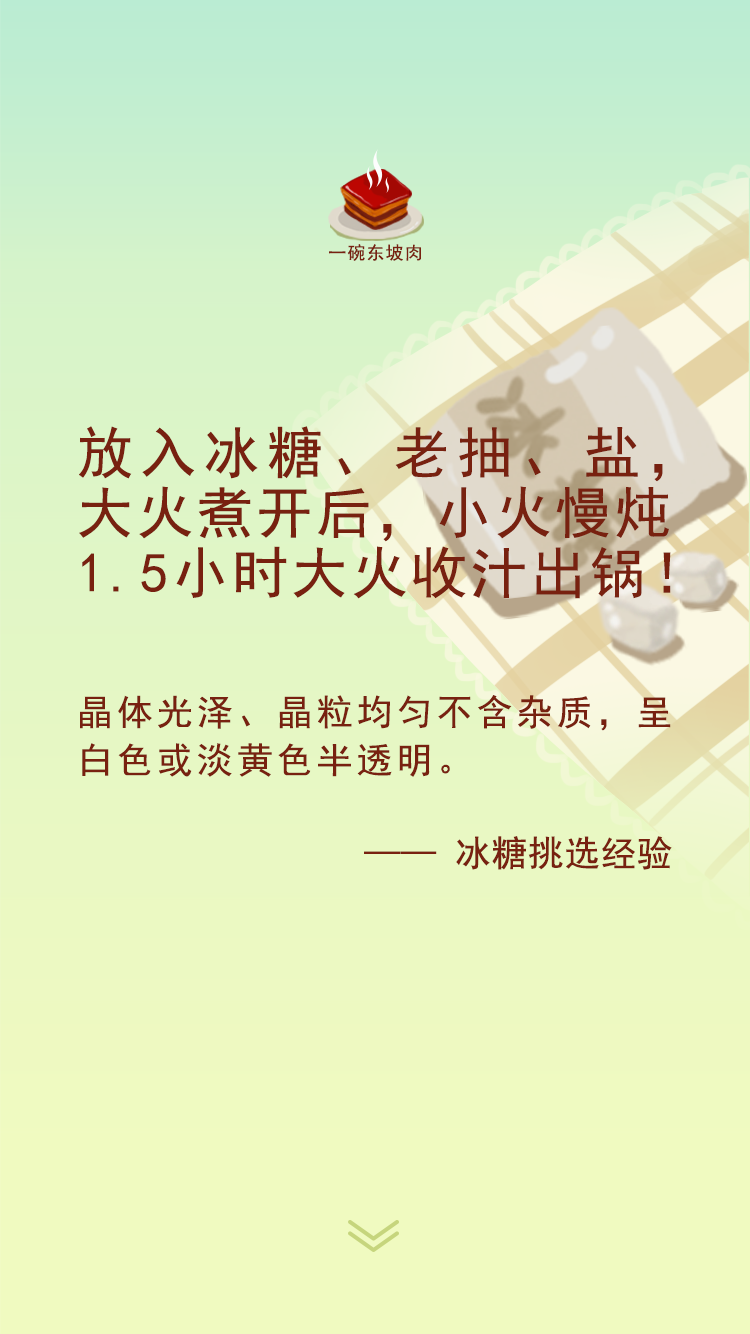 一碗东坡肉
放入冰糖、老抽、盐，
大火煮开后，小火慢炖
1.5小时大火收汁出锅！
晶体光泽、晶粒均匀不含杂质，呈
白色或淡黄色半透明。
—— 冰糖挑选经验
冰